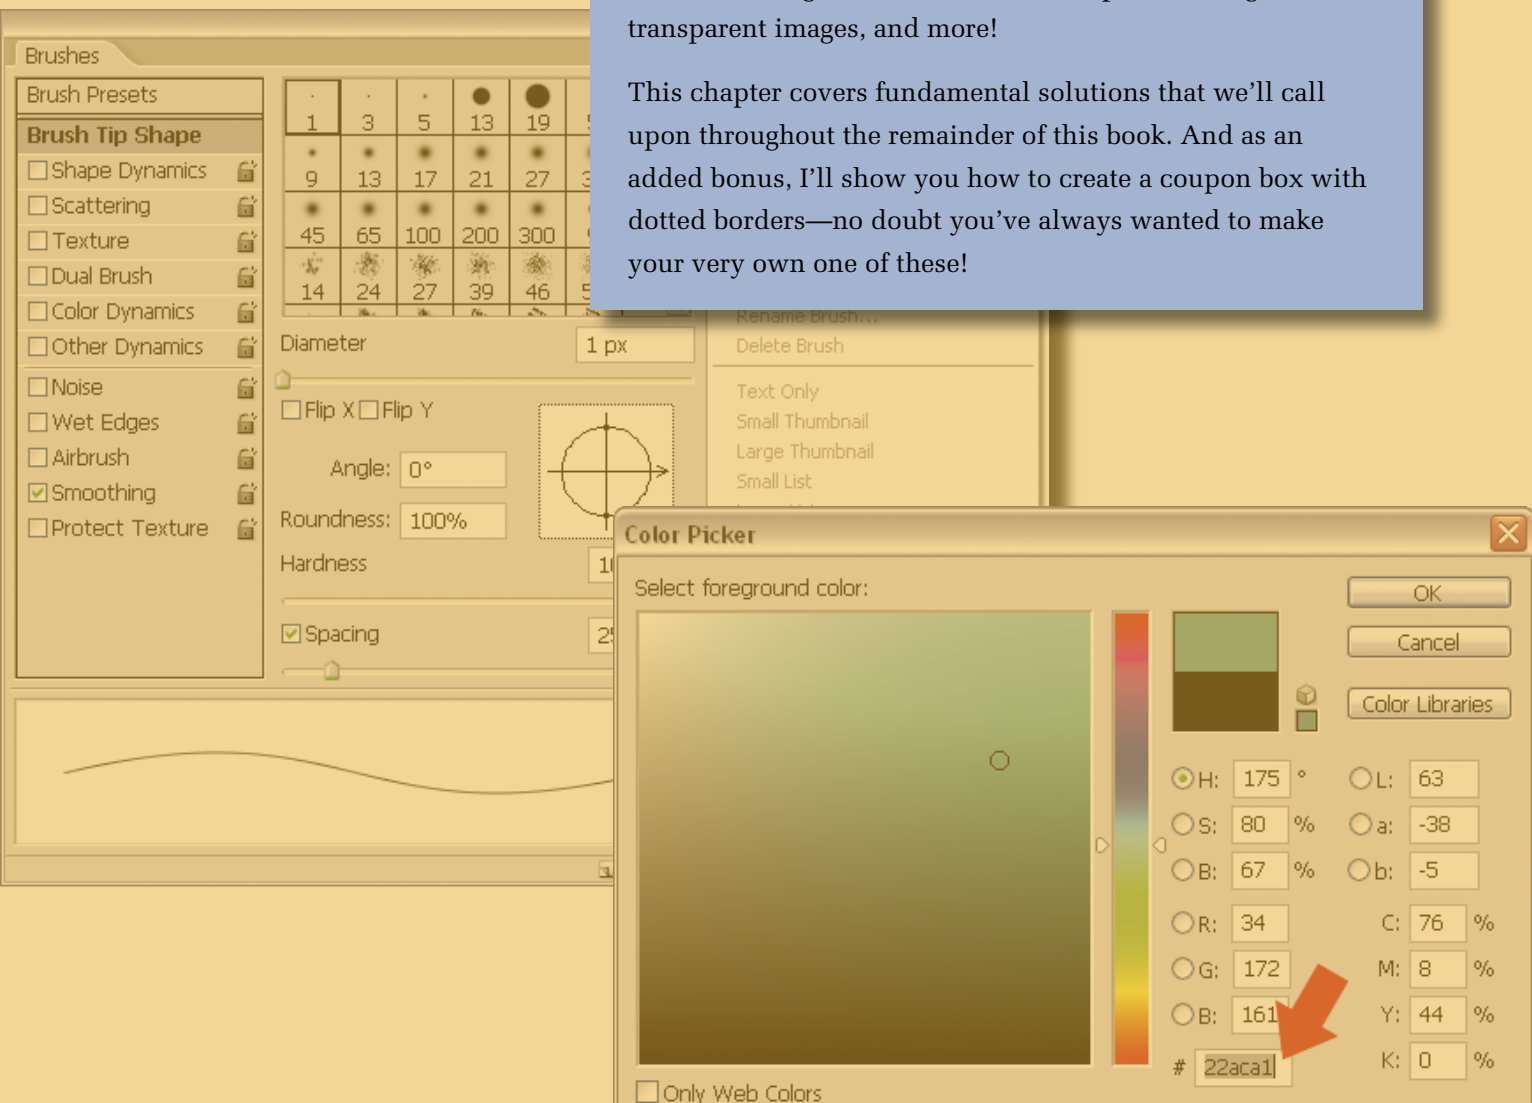 transparent images, and more!
This chapter covers fundamental solutions that we’ll call
upon throughout the remainder of this book. And as an
added bonus, I’ll show you how to create a coupon box with
dotted borders—no doubt you’ve always wanted to make
your very own one of these!
Brushes
Brush Presets
Brush Tip Shape
Shape Dynamics
Scattering
Texture
Dual Brush
Color Dynamics
Other Dynamics
Noise
Wet Edges
Airbrush
Smoothing
Protect Texture
1 3 5 13 19
9 13 17 21 27
45 65 100 200 300
14 24 27 39 46
Diameter 1 px
Flip X Flip Y
Angle: 0°
Roundness: 100%
Hardness
Spacing
Rename Brush...
Delete Brush
Text Only
Small Thumbnail
Large Thumbnail
Small List
Color Picker
Select foreground color:
OK
Cancel
Color Libraries
H: 175 ° L: 63
S: 80 % a: -38
B: 67 % b: -5
R: 34 C: 76 %
G: 172 M: 8 %
B: 161 Y: 44 %
# 22aca1 K: 0 %
Only Web Colors